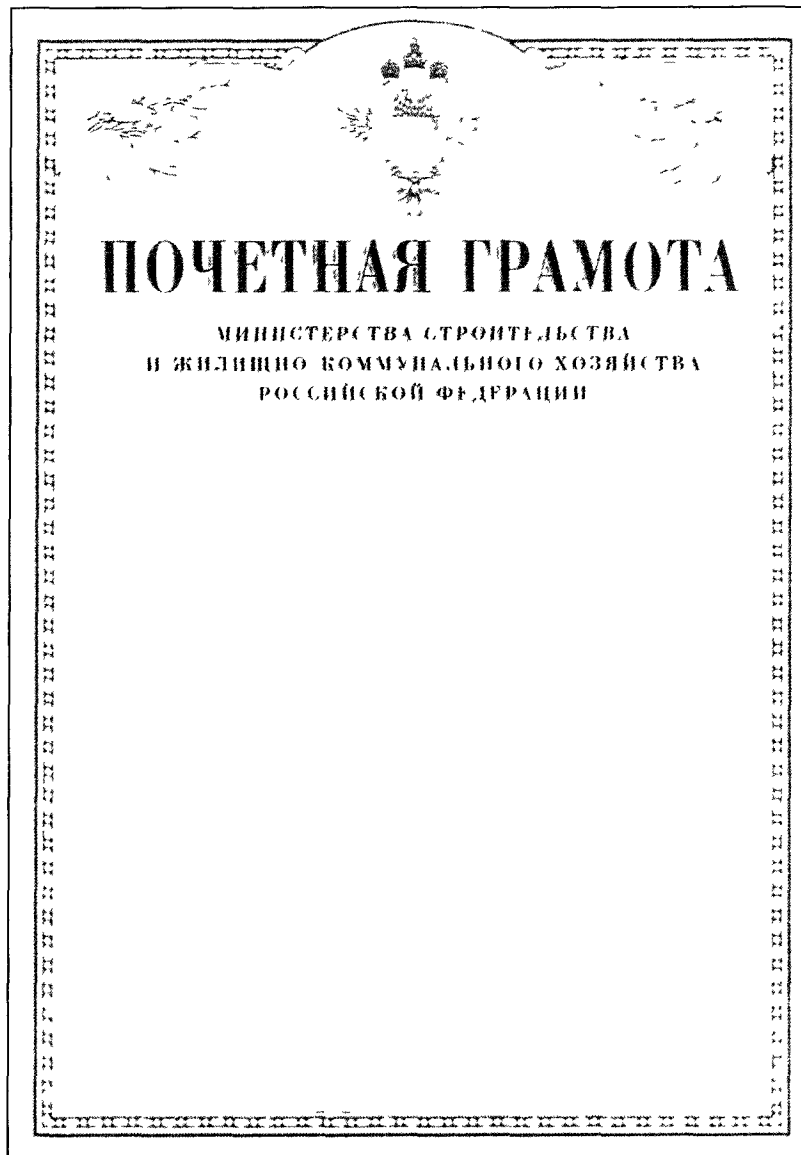 ПОЧЕТНАЯ ГРАМОТА
МИНИСТЕРСТВА СТРОИТЕЛЬСТВА
И ЖИЛИЩНО КОММУНАЛЬНОГО ХОЗЯЙСТВА
РОССИЙСКОЙ ФЕДЕРАЦИИ